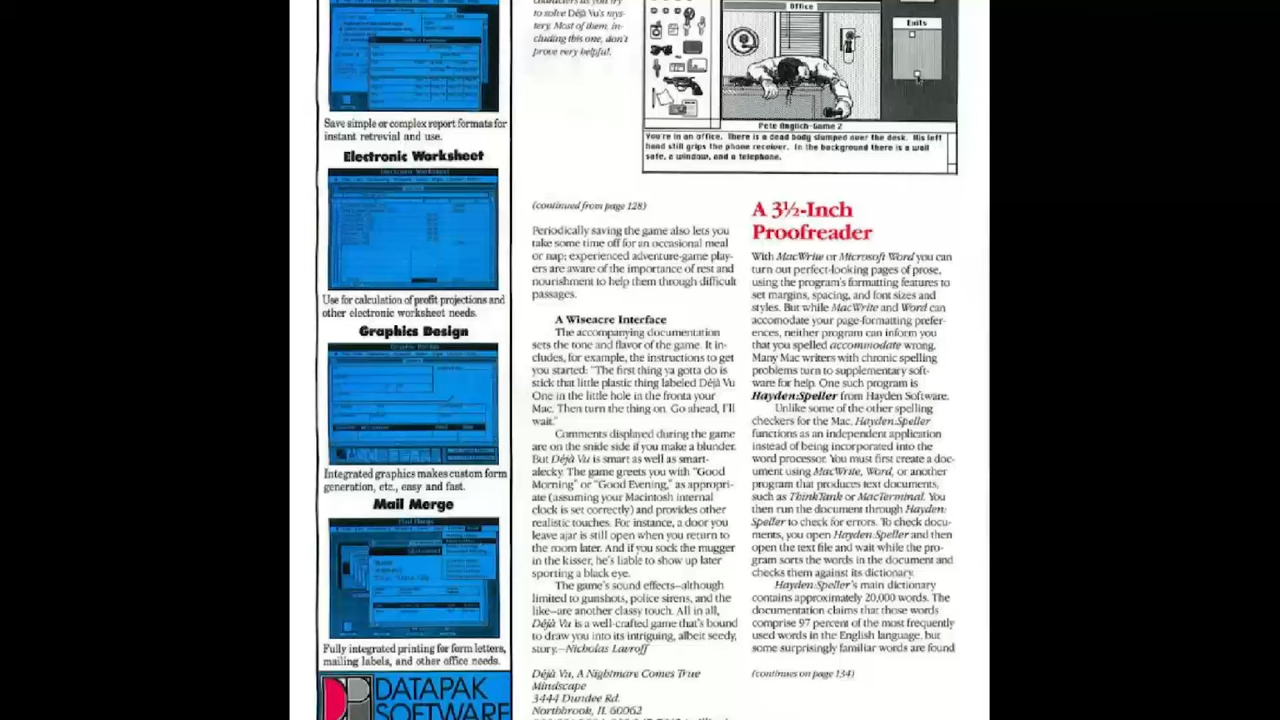 Save simple or complex report formats for
instant retrevial and use.
Electronic Worksheet
Use for calculation of profit projections and
other electronic worksheet needs.
Graphics Design
Integrated graphics makes custom form
generation, etc., easy and fast.
Mail Merge
Fully integrated printing for form letters,
mailing labels, and other office needs.
DATAPAK
SOFTWARE
characters as you try
to solve Déjà Vu's mys-
tery. Most of them, in-
cluding this one, don't
prove very helpful.
Office
Exits
Pete Anglich-Game 2
You're in an office. There is a dead body slumped over the desk. His left
hand still grips the phone receiver. In the background there is a wall
safe, a window, and a telephone.
(continued from page 128)
Periodically saving the game also lets you
take some time off for an occasional meal
or nap; experienced adventure-game play-
ers are aware of the importance of rest and
nourishment to help them through difficult
passages.
A Wiseacre Interface
The accompanying documentation
sets the tone and flavor of the game. It in-
cludes, for example, the instructions to get
you started: "The first thing ya gotta do is
stick that little plastic thing labeled Déjà Vu
One in the little hole in the fronta your
Mac. Then turn the thing on. Go ahead, I'll
wait."
Comments displayed during the game
are on the snide side if you make a blunder.
But Déjà Vu is smart as well as smart-
alecky. The game greets you with "Good
Morning" or "Good Evening," as appropri-
ate (assuming your Macintosh internal
clock is set correctly) and provides other
realistic touches. For instance, a door you
leave ajar is still open when you return to
the room later. And if you sock the mugger
in the kisser, he's liable to show up later
sporting a black eye.
The game's sound effects—although
limited to gunshots, police sirens, and the
like—are another classy touch. All in all,
Déjà Vu is a well-crafted game that's bound
to draw you into its intriguing, albeit seedy,
story.—Nicholas Lavroff
Déjà Vu, A Nightmare Comes True
Mindscape
3444 Dundee Rd.
Northbrook, IL 60062
A 3½-Inch
Proofreader
With MacWrite or Microsoft Word you can
turn out perfect-looking pages of prose,
using the program's formatting features to
set margins, spacing, and font sizes and
styles. But while MacWrite and Word can
accomodate your page-formatting prefer-
ences, neither program can inform you
that you spelled accommodate wrong.
Many Mac writers with chronic spelling
problems turn to supplementary soft-
ware for help. One such program is
Hayden:Speller from Hayden Software.
Unlike some of the other spelling
checkers for the Mac, Hayden:Speller
functions as an independent application
instead of being incorporated into the
word processor. You must first create a doc-
ument using MacWrite, Word, or another
program that produces text documents,
such as ThinkTank or MacTerminal. You
then run the document through Hayden:
Speller to check for errors. To check docu-
ments, you open Hayden:Speller and then
open the text file and wait while the pro-
gram sorts the words in the document and
checks them against its dictionary.
Hayden:Speller's main dictionary
contains approximately 20,000 words. The
documentation claims that those words
comprise 97 percent of the most frequently
used words in the English language, but
some surprisingly familiar words are found
(continues on page 134)